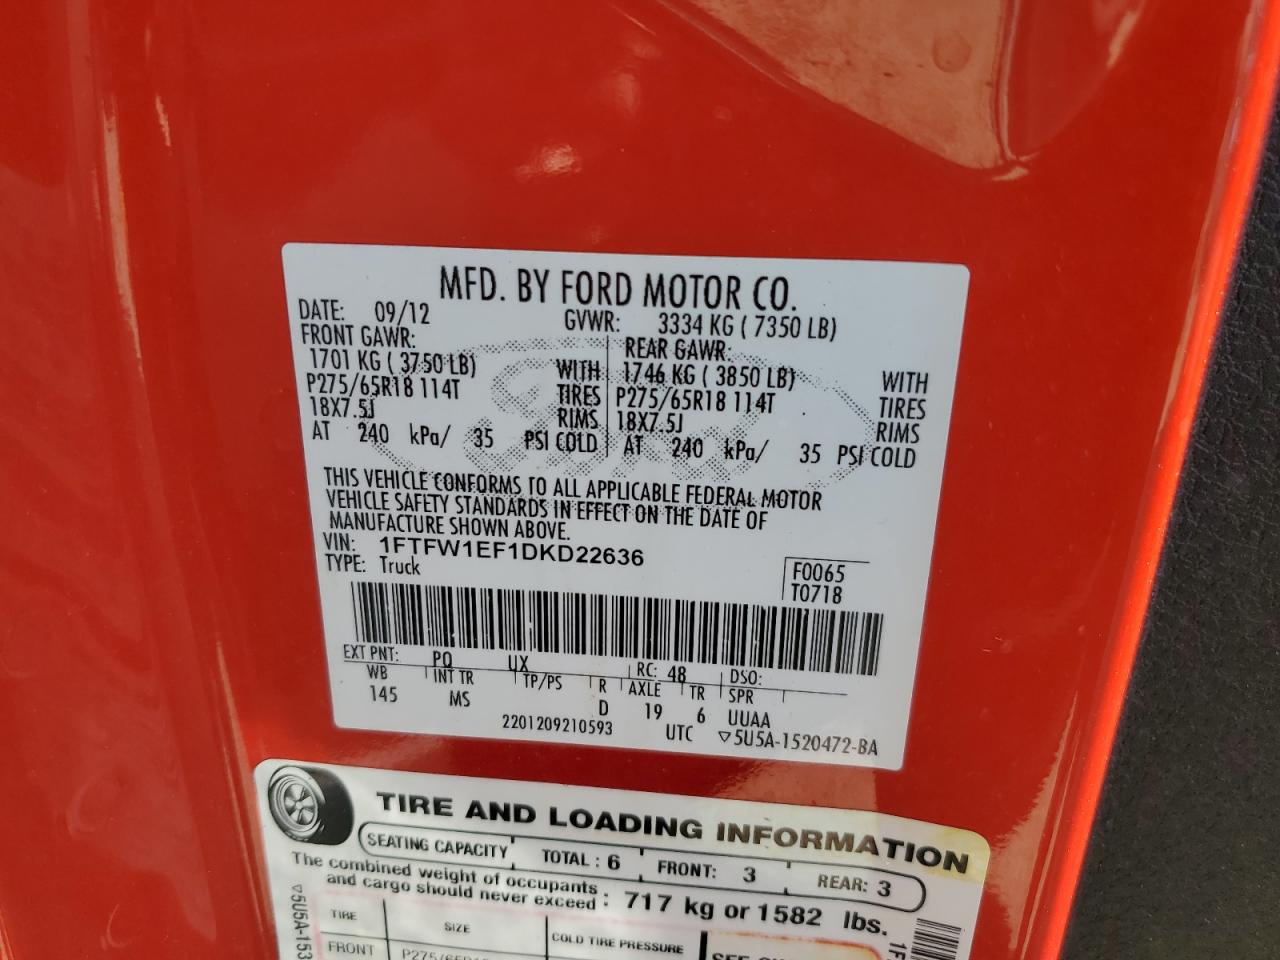 MFD. BY FORD MOTOR CO.
DATE: 09/12 GVWR: 3334 KG ( 7350 LB)
FRONT GAWR: REAR GAWR:
1701 KG ( 3750 LB) WITH 1746 KG ( 3850 LB) WITH
P275/65R18 114T TIRES P275/65R18 114T TIRES
18X7.5J RIMS 18X7.5J RIMS
AT 240 kPa/ 35 PSI COLD AT 240 kPa/ 35 PSI COLD
THIS VEHICLE CONFORMS TO ALL APPLICABLE FEDERAL MOTOR
VEHICLE SAFETY STANDARDS IN EFFECT ON THE DATE OF
MANUFACTURE SHOWN ABOVE.
VIN: 1FTFW1EF1DKD22636
TYPE: Truck
F0065
T0718
EXT PNT: PQ UX RC: 48 DSO:
WB INT TR TP/PS R AXLE TR SPR
145 MS D 19 6 UUAA
2201209210593 UTC ▽5U5A-1520472-BA
TIRE AND LOADING INFORMATION
SEATING CAPACITY TOTAL : 6 FRONT: 3 REAR: 3
The combined weight of occupants
and cargo should never exceed : 717 kg or 1582 lbs.
TIRE SIZE COLD TIRE PRESSURE
FRONT
▽5U5A-153